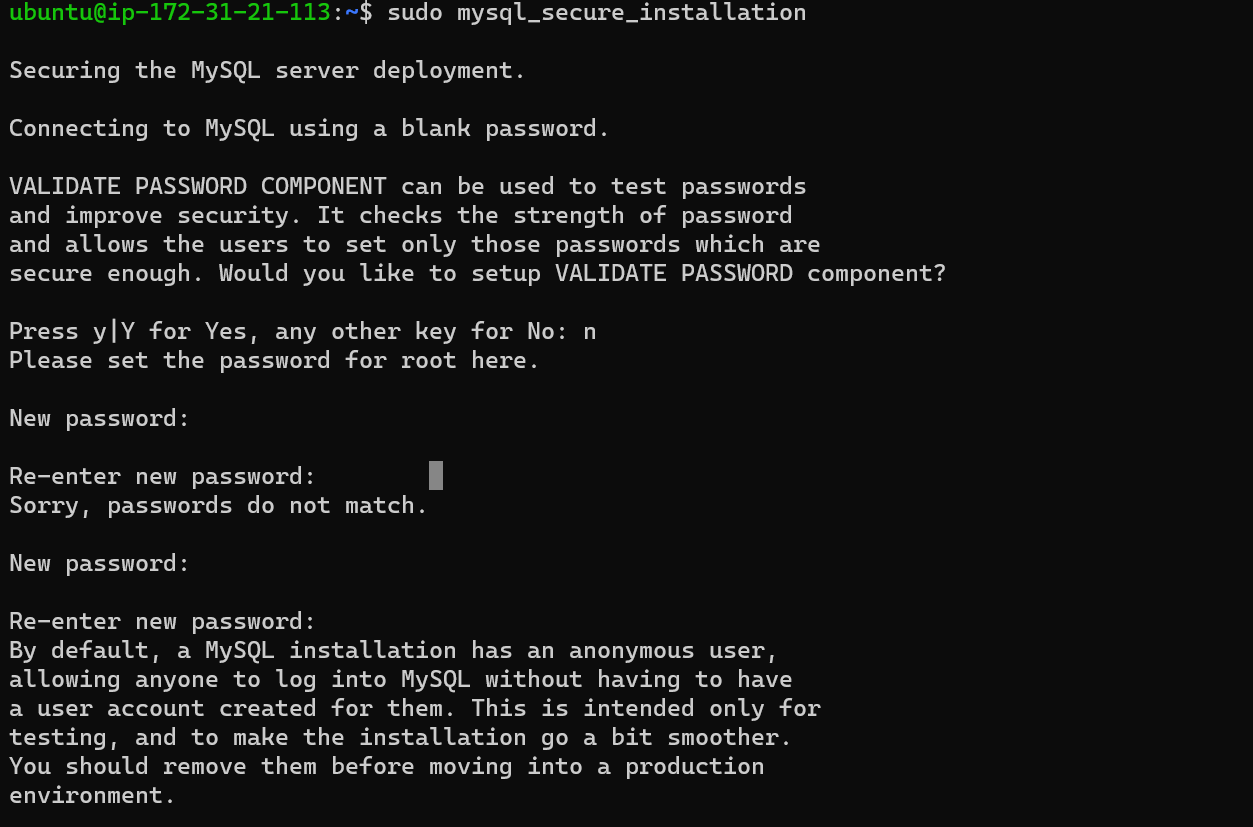 ubuntu@ip-172-31-21-113:~$ sudo mysql_secure_installation
Securing the MySQL server deployment.
Connecting to MySQL using a blank password.
VALIDATE PASSWORD COMPONENT can be used to test passwords
and improve security. It checks the strength of password
and allows the users to set only those passwords which are
secure enough. Would you like to setup VALIDATE PASSWORD component?
Press y|Y for Yes, any other key for No: n
Please set the password for root here.
New password:
Re-enter new password:
Sorry, passwords do not match.
New password:
Re-enter new password:
By default, a MySQL installation has an anonymous user,
allowing anyone to log into MySQL without having to have
a user account created for them. This is intended only for
testing, and to make the installation go a bit smoother.
You should remove them before moving into a production
environment.